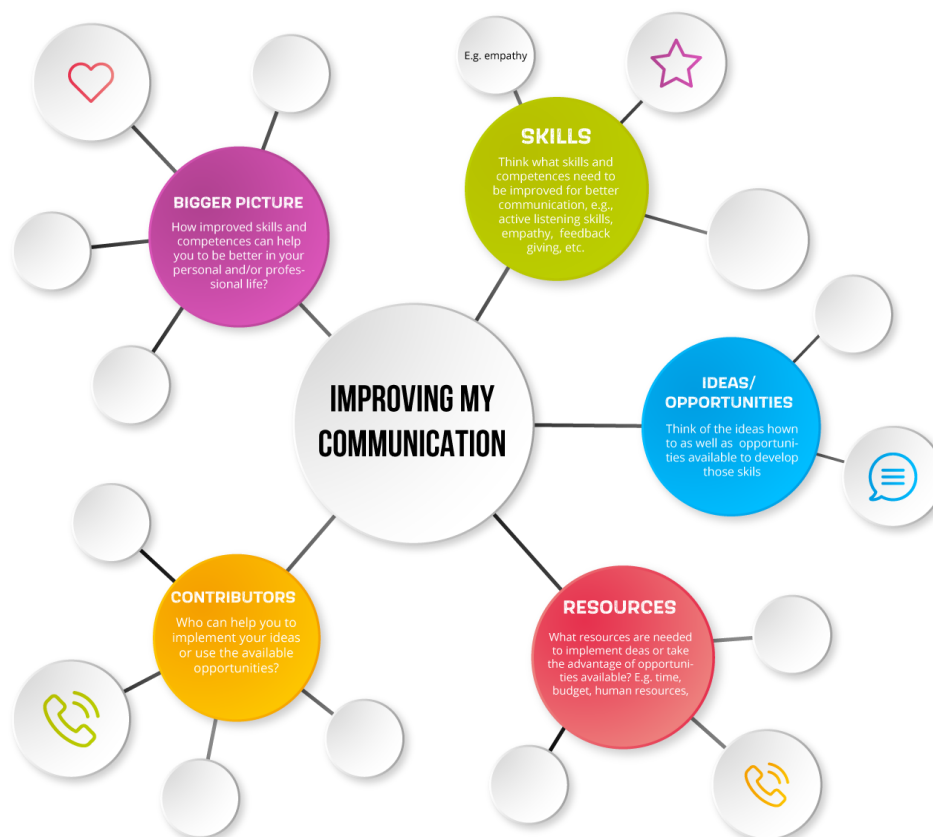 E.g. empathy
SKILLS
Think what skills and
competences need to
be improved for better
communication, e.g.,
active listening skills,
empathy, feedback
giving, etc.
BIGGER PICTURE
How improved skills and
competences can help
you to be better in your
personal and/or profes-
sional life?
IMPROVING MY
COMMUNICATION
IDEAS/
OPPORTUNITIES
Think of the ideas hown
to as well as opportuni-
ties available to develop
those skils
CONTRIBUTORS
Who can help you to
implement your ideas
or use the available
opportunities?
RESOURCES
What resources are needed
to implement deas or take
the advantage of opportuni-
ties available? E.g. time,
budget, human resources,